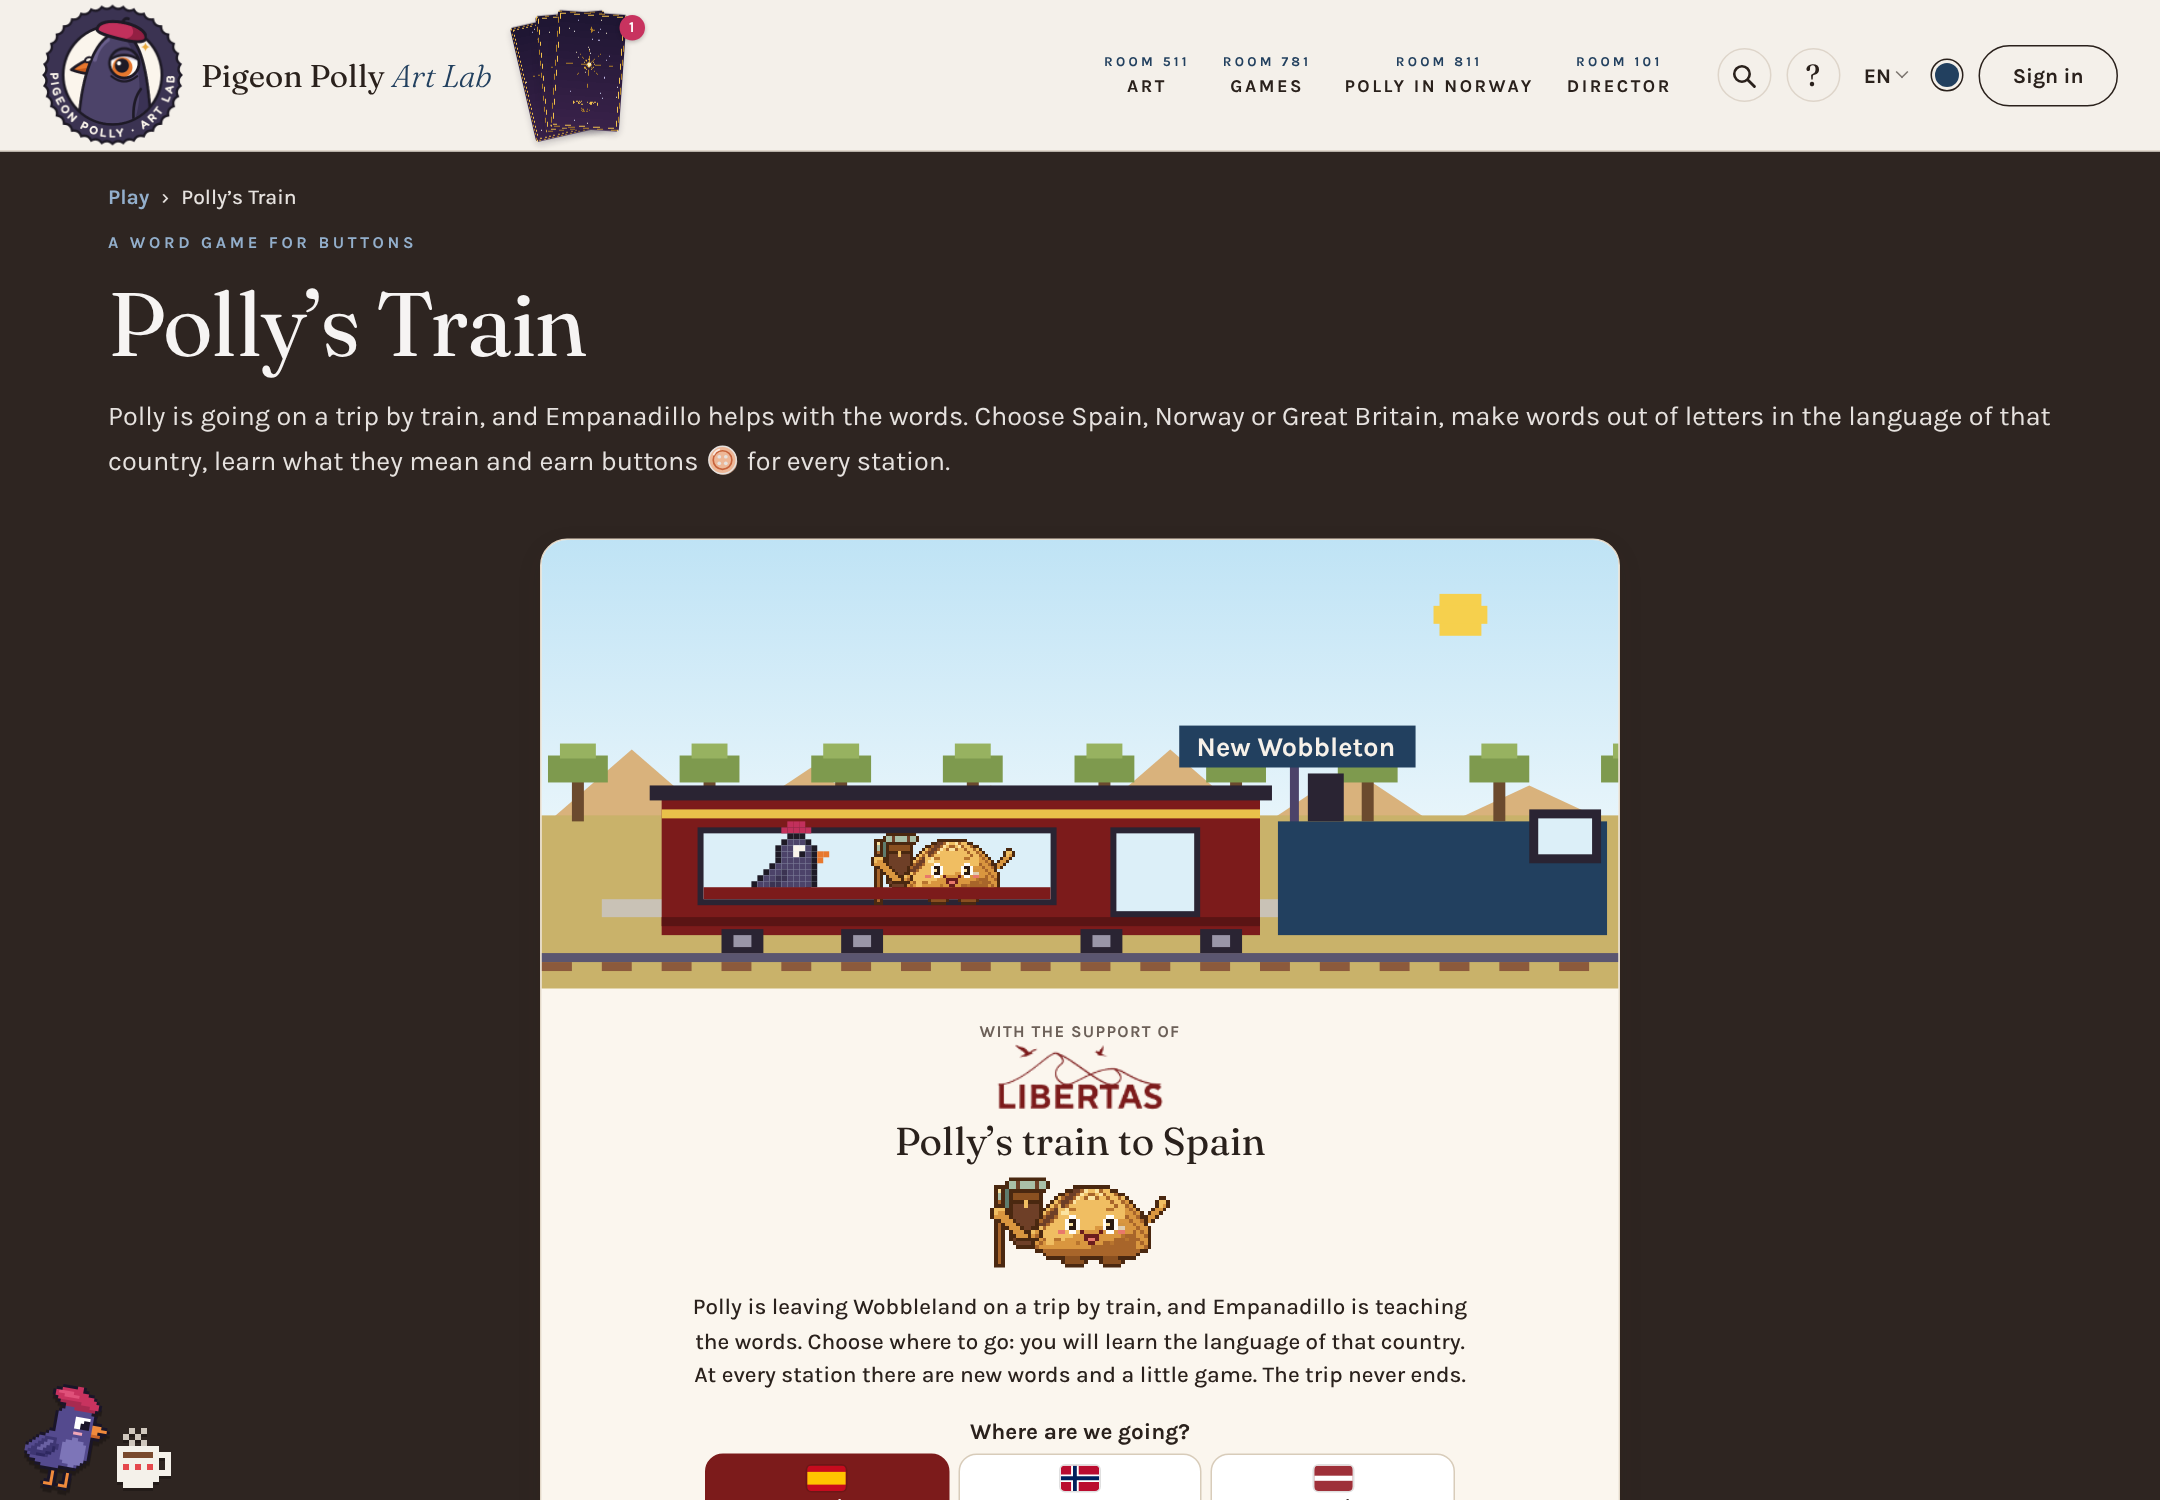 PIGEON POLLY · ART LAB
Pigeon Polly Art Lab
1
ROOM 511
ART
ROOM 781
GAMES
ROOM 811
POLLY IN NORWAY
ROOM 101
DIRECTOR
?
EN
Sign in
Play › Polly’s Train
A WORD GAME FOR BUTTONS
Polly’s Train
Polly is going on a trip by train, and Empanadillo helps with the words. Choose Spain, Norway or Great Britain, make words out of letters in the language of that
country, learn what they mean and earn buttons for every station.
New Wobbleton
WITH THE SUPPORT OF
LIBERTAS
Polly’s train to Spain
Polly is leaving Wobbleland on a trip by train, and Empanadillo is teaching
the words. Choose where to go: you will learn the language of that country.
At every station there are new words and a little game. The trip never ends.
Where are we going?